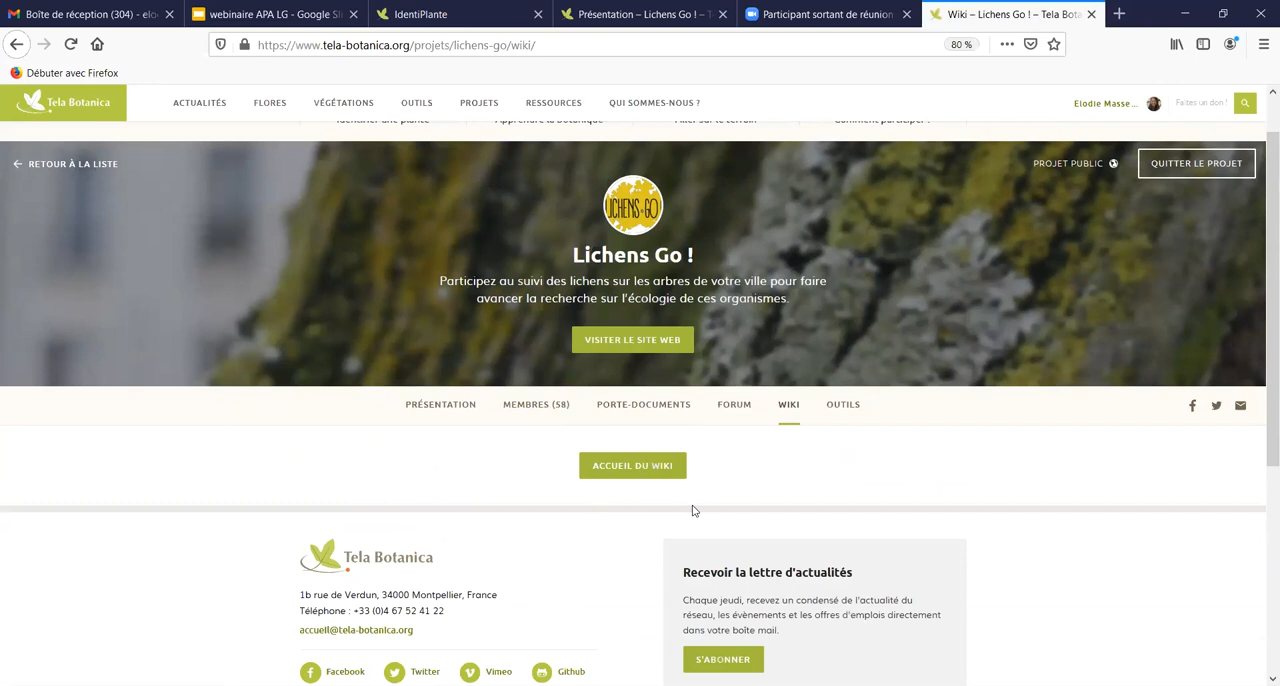 Boîte de réception (304) - elo
webinaire APA LG - Google Sli
IdentiPlante
Présentation – Lichens Go ! – T
Participant sortant de réunion
Wiki – Lichens Go ! – Tela Bota
https://www.tela-botanica.org/projets/lichens-go/wiki/
80 %
Débuter avec Firefox
Tela Botanica
ACTUALITÉS
FLORES
VÉGÉTATIONS
OUTILS
PROJETS
RESSOURCES
QUI SOMMES-NOUS ?
Elodie Masse...
Faites un don !
Identifier une plante
Apprendre la botanique
Aller sur le terrain
Comment participer ?
RETOUR À LA LISTE
PROJET PUBLIC
QUITTER LE PROJET
LICHENS GO
Lichens Go !
Participez au suivi des lichens sur les arbres de votre ville pour faire
avancer la recherche sur l'écologie de ces organismes.
VISITER LE SITE WEB
PRÉSENTATION
MEMBRES (58)
PORTE-DOCUMENTS
FORUM
WIKI
OUTILS
ACCUEIL DU WIKI
Tela Botanica
1b rue de Verdun, 34000 Montpellier, France
Téléphone : +33 (0)4 67 52 41 22
accueil@tela-botanica.org
Facebook
Twitter
Vimeo
Github
Recevoir la lettre d'actualités
Chaque jeudi, recevez un condensé de l'actualité du
réseau, les évènements et les offres d'emplois directement
dans votre boîte mail.
S'ABONNER